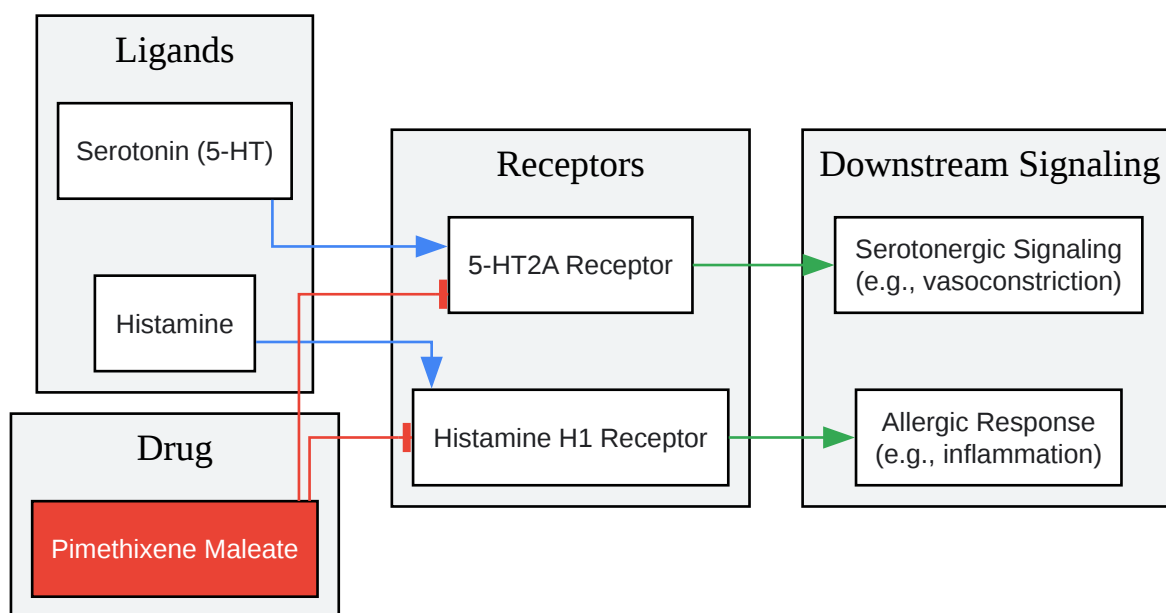 Ligands
Serotonin (5-HT)
Histamine
Drug
Pimethixene Maleate
Receptors
5-HT2A Receptor
Histamine H1 Receptor
Downstream Signaling
Serotonergic Signaling
(e.g., vasoconstriction)
Allergic Response
(e.g., inflammation)